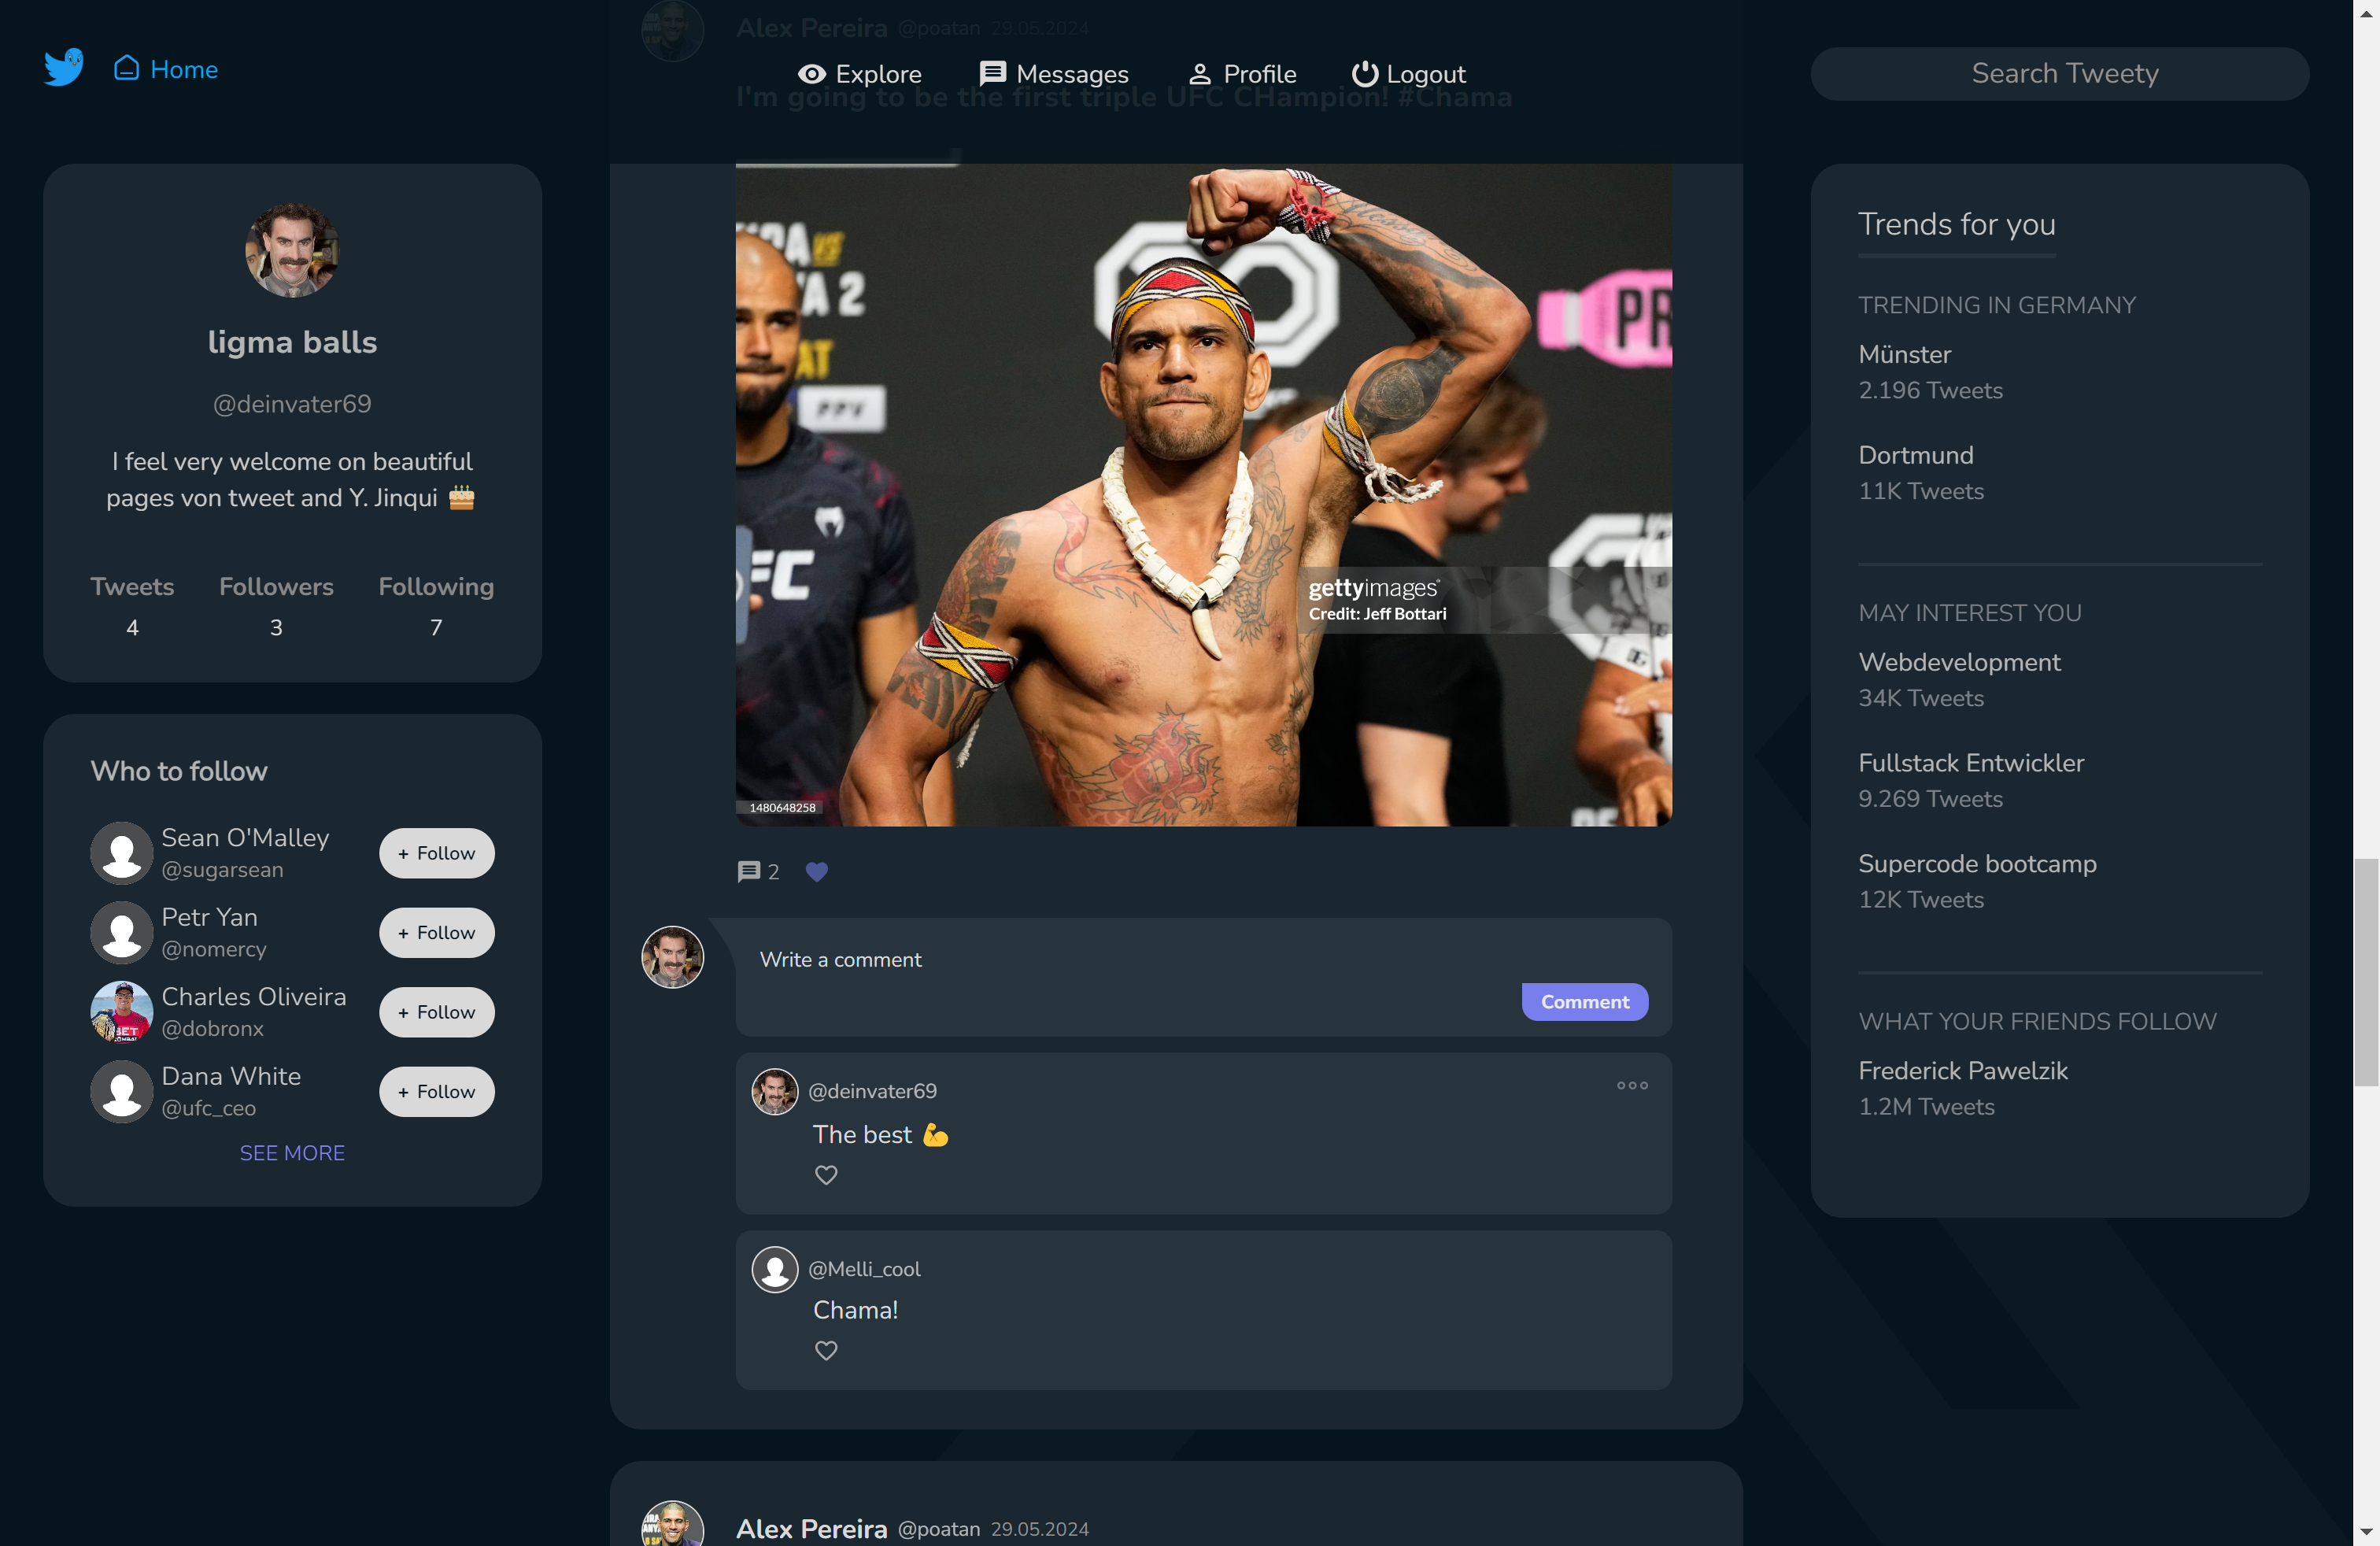 Home
Explore
Messages
Profile
Logout
Search Tweety
ligma balls
@deinvater69
I feel very welcome on beautiful
pages von tweet and Y. Jinqui 🎂
Tweets Followers Following
4 3 7
Who to follow
Sean O'Malley
@sugarsean
+ Follow
Petr Yan
@nomercy
+ Follow
Charles Oliveira
@dobronx
+ Follow
Dana White
@ufc_ceo
+ Follow
SEE MORE
Alex Pereira @poatan 29.05.2024
I'm going to be the first triple UFC CHampion! #Chama
A 2
AT
PPV
FC
PR
gettyimages
Credit: Jeff Bottari
1480648258
2
Write a comment
Comment
@deinvater69
The best 💪
@Melli_cool
Chama!
Alex Pereira @poatan 29.05.2024
Trends for you
TRENDING IN GERMANY
Münster
2.196 Tweets
Dortmund
11K Tweets
MAY INTEREST YOU
Webdevelopment
34K Tweets
Fullstack Entwickler
9.269 Tweets
Supercode bootcamp
12K Tweets
WHAT YOUR FRIENDS FOLLOW
Frederick Pawelzik
1.2M Tweets